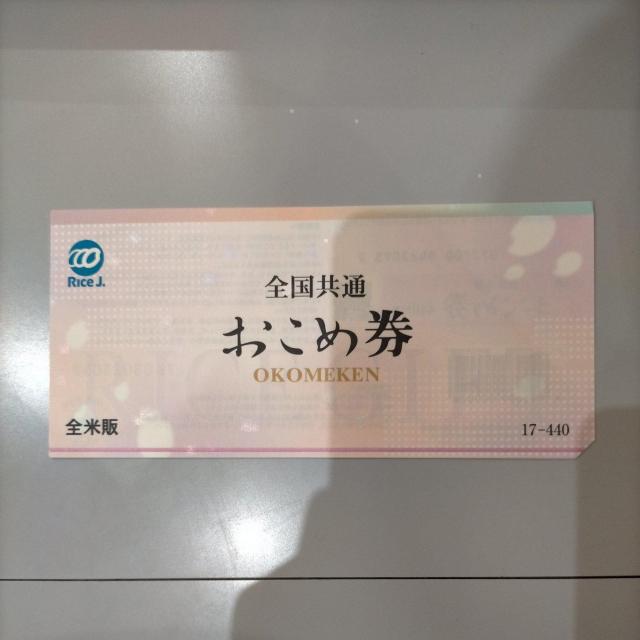 Rice J.
全国共通
おこめ券
OKOMEKEN
全米販
17-440